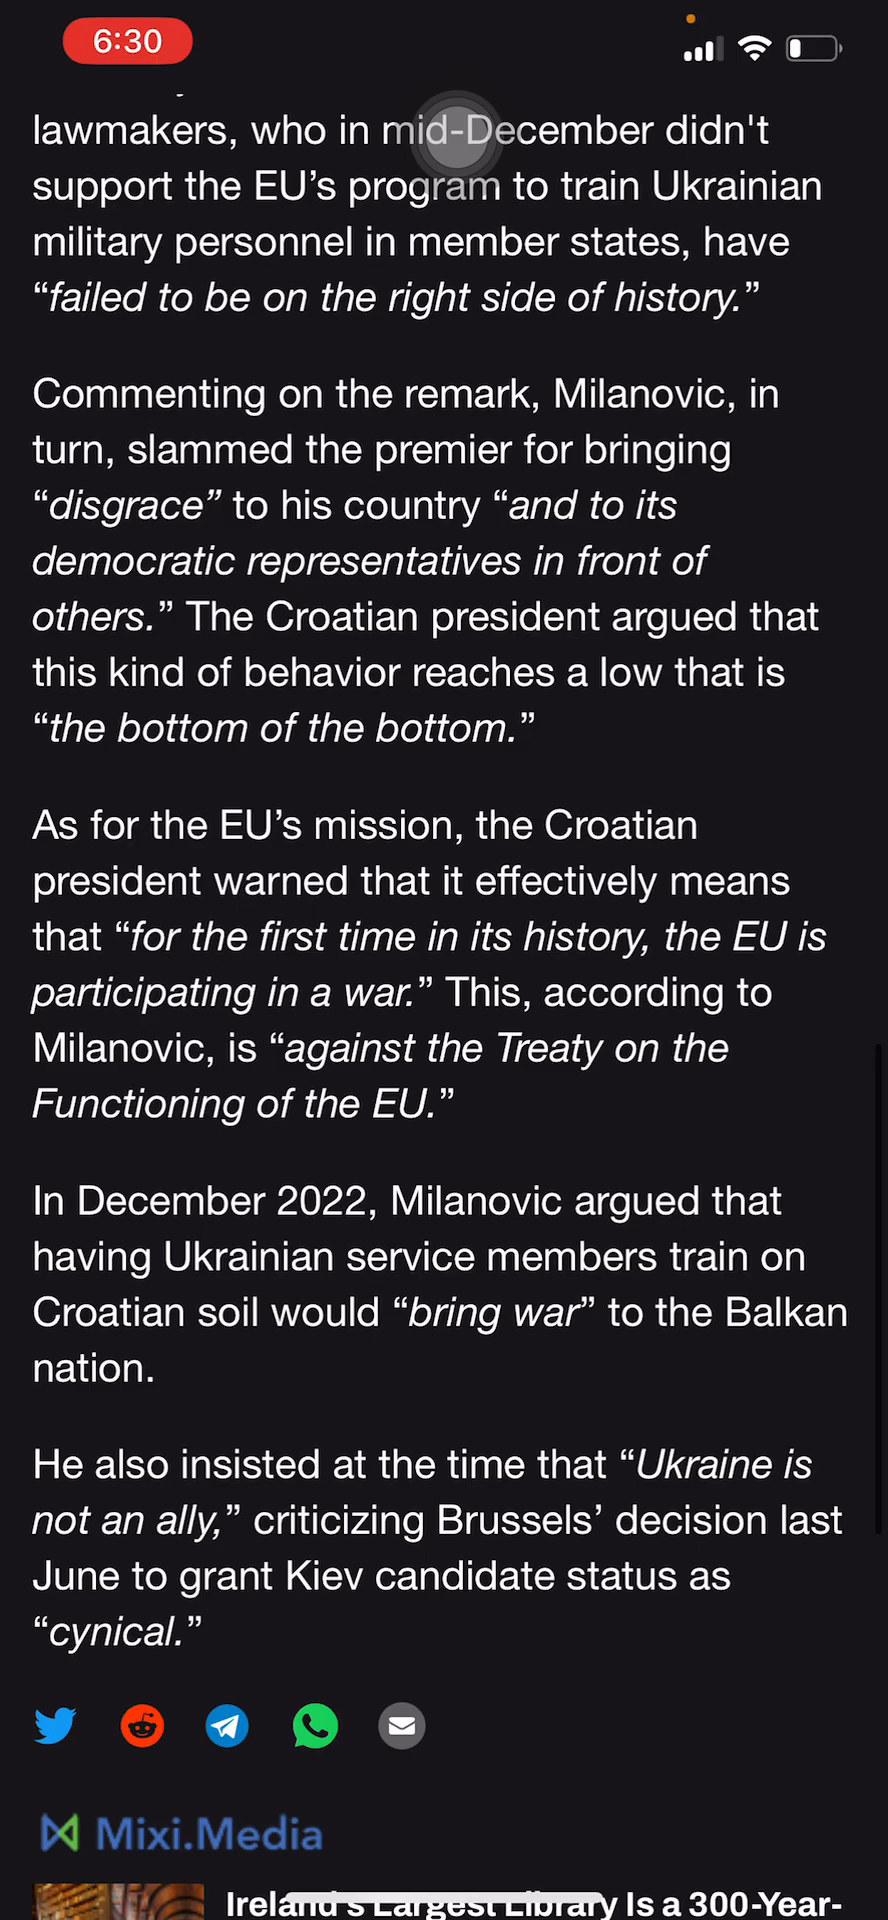 6:30
lawmakers, who in mid-December didn't
support the EU’s program to train Ukrainian
military personnel in member states, have
“failed to be on the right side of history.”
Commenting on the remark, Milanovic, in
turn, slammed the premier for bringing
“disgrace” to his country “and to its
democratic representatives in front of
others.” The Croatian president argued that
this kind of behavior reaches a low that is
“the bottom of the bottom.”
As for the EU’s mission, the Croatian
president warned that it effectively means
that “for the first time in its history, the EU is
participating in a war.” This, according to
Milanovic, is “against the Treaty on the
Functioning of the EU.”
In December 2022, Milanovic argued that
having Ukrainian service members train on
Croatian soil would “bring war” to the Balkan
nation.
He also insisted at the time that “Ukraine is
not an ally,” criticizing Brussels’ decision last
June to grant Kiev candidate status as
“cynical.”
Mixi.Media
Ireland's Largest Library Is a 300-Year-